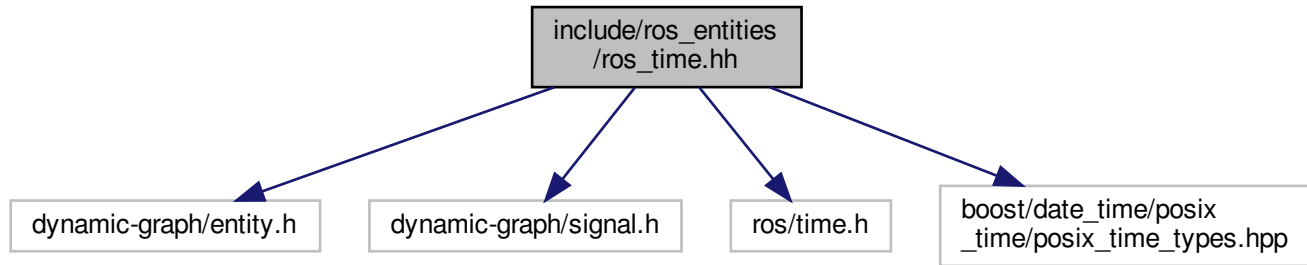 include/ros_entities
/ros_time.hh
dynamic-graph/entity.h
dynamic-graph/signal.h
ros/time.h
boost/date_time/posix
_time/posix_time_types.hpp